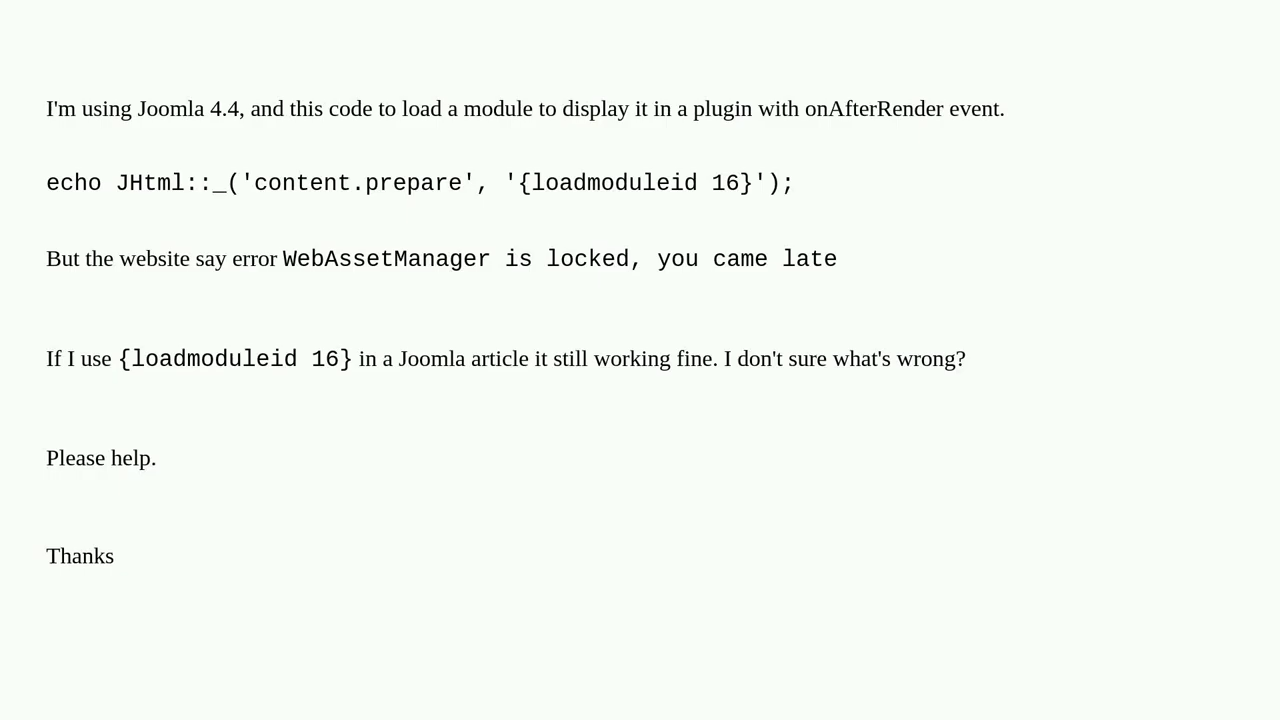 I'm using Joomla 4.4, and this code to load a module to display it in a plugin with onAfterRender event.
echo JHtml::_('content.prepare', '{loadmoduleid 16}');
But the website say error WebAssetManager is locked, you came late
If I use {loadmoduleid 16} in a Joomla article it still working fine. I don't sure what's wrong?
Please help.
Thanks